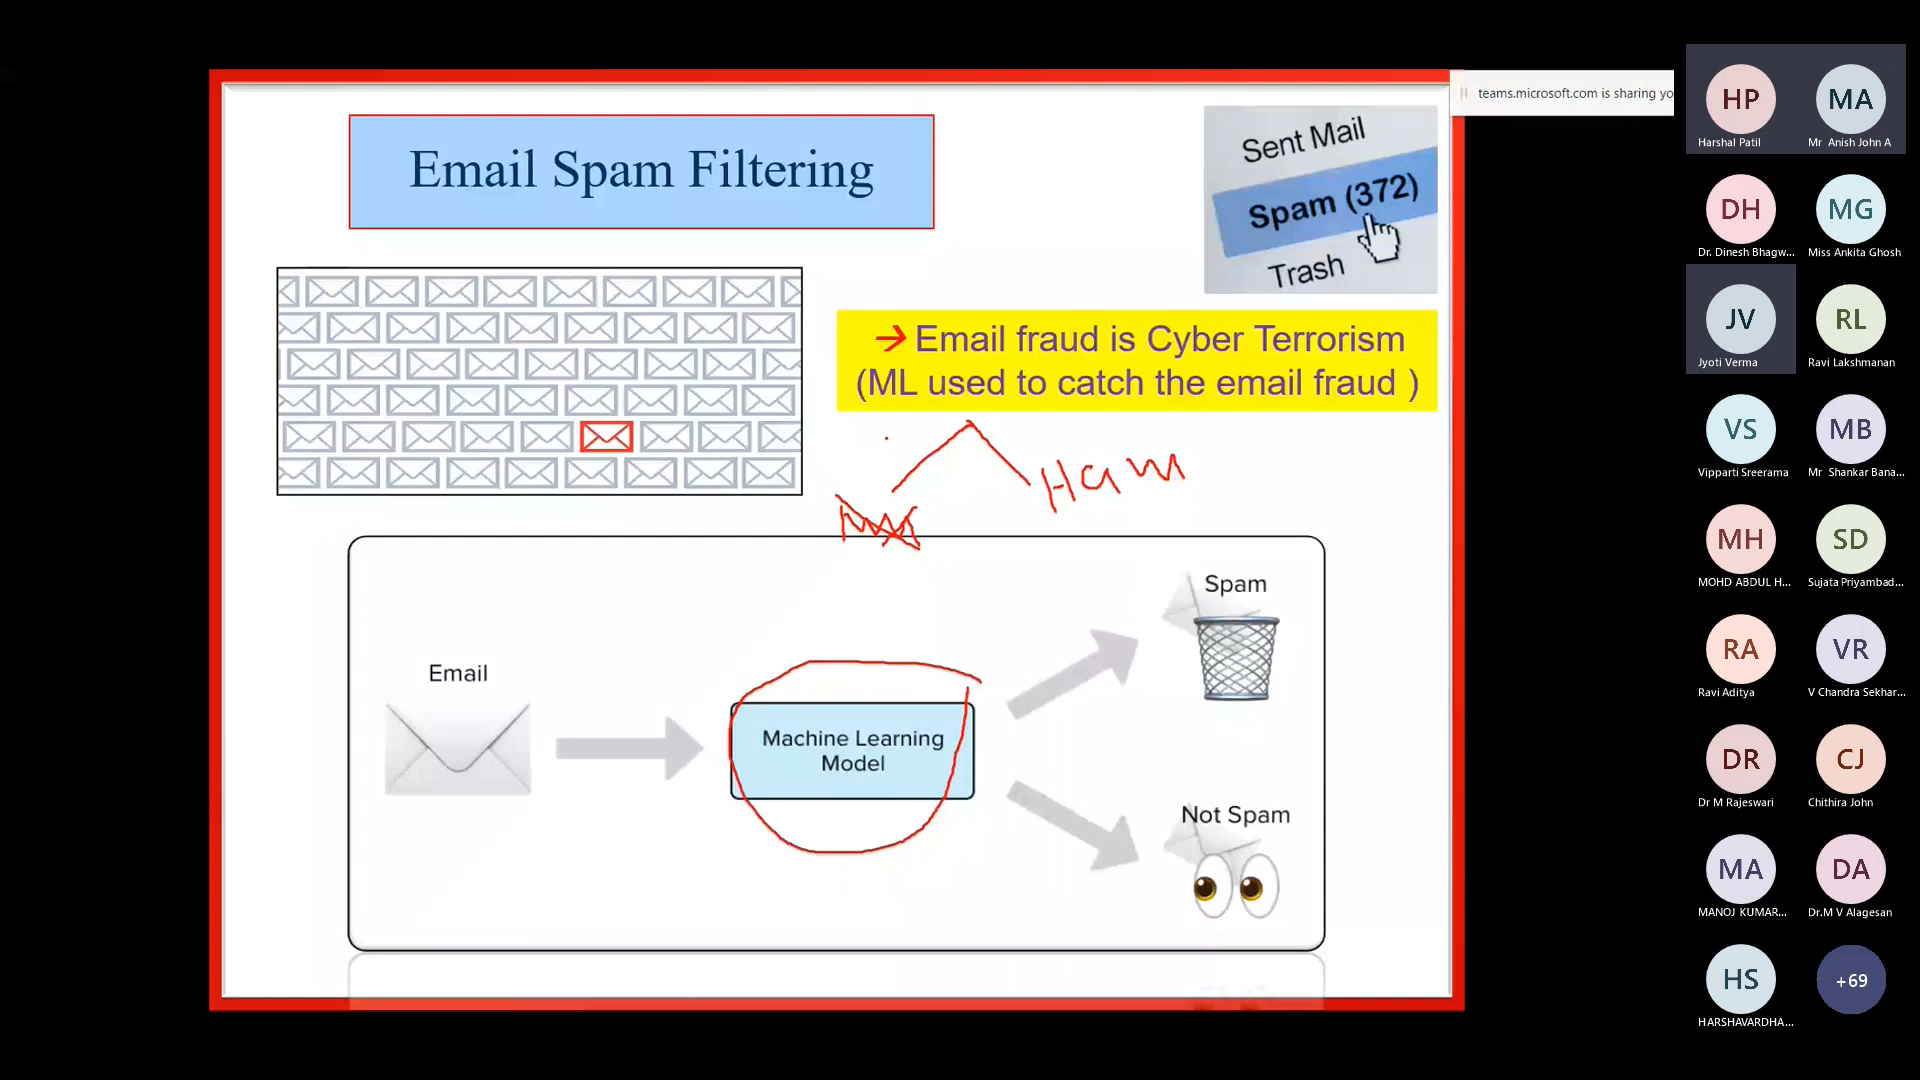 teams.microsoft.com is sharing yo
Email Spam Filtering
Sent Mail
Spam (372)
Trash
→ Email fraud is Cyber Terrorism
(ML used to catch the email fraud )
Ham
Email
Machine Learning
Model
Spam
Not Spam
HP
Harshal Patil
MA
Mr Anish John A
DH
Dr. Dinesh Bhagw...
MG
Miss Ankita Ghosh
JV
Jyoti Verma
RL
Ravi Lakshmanan
VS
Vipparti Sreerama
MB
Mr Shankar Bana...
MH
MOHD ABDUL H...
SD
Sujata Priyambad...
RA
Ravi Aditya
VR
V Chandra Sekhar...
DR
Dr M Rajeswari
CJ
Chithira John
MA
MANOJ KUMAR...
DA
Dr.M V Alagesan
HS
HARSHAVARDHA...
+69